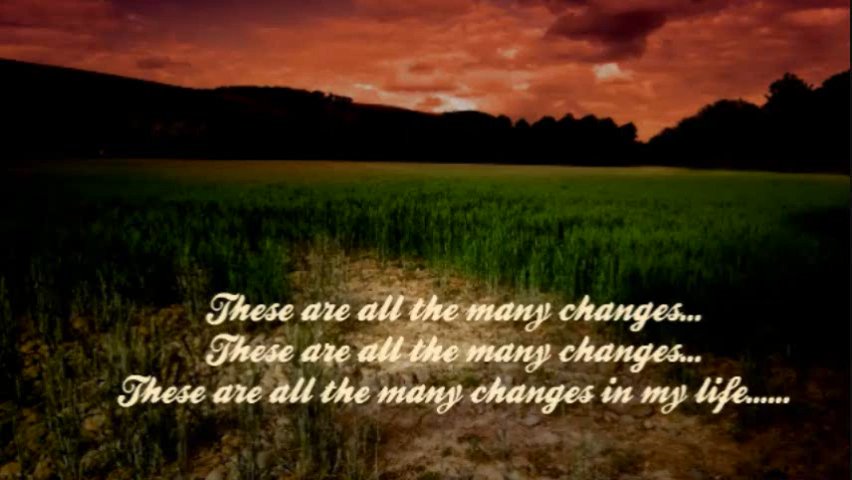 These are all the many changes...
These are all the many changes...
These are all the many changes in my life......